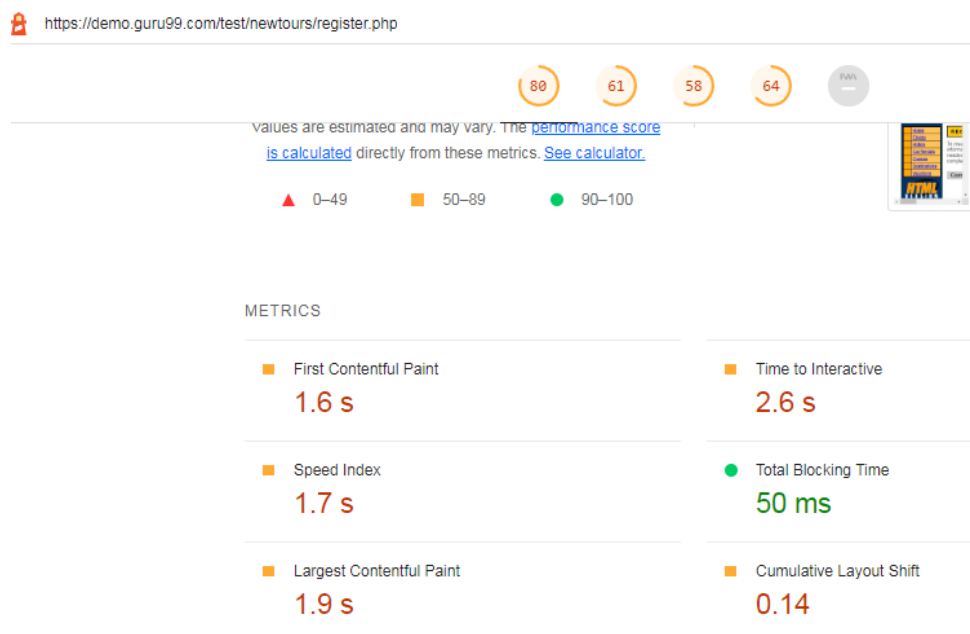 https://demo.guru99.com/test/newtours/register.php
80 61 58 64 PWA
values are estimated and may vary. The performance score
is calculated directly from these metrics. See calculator.
0–49 50–89 90–100
HTML
METRICS
First Contentful Paint
1.6 s
Time to Interactive
2.6 s
Speed Index
1.7 s
Total Blocking Time
50 ms
Largest Contentful Paint
1.9 s
Cumulative Layout Shift
0.14